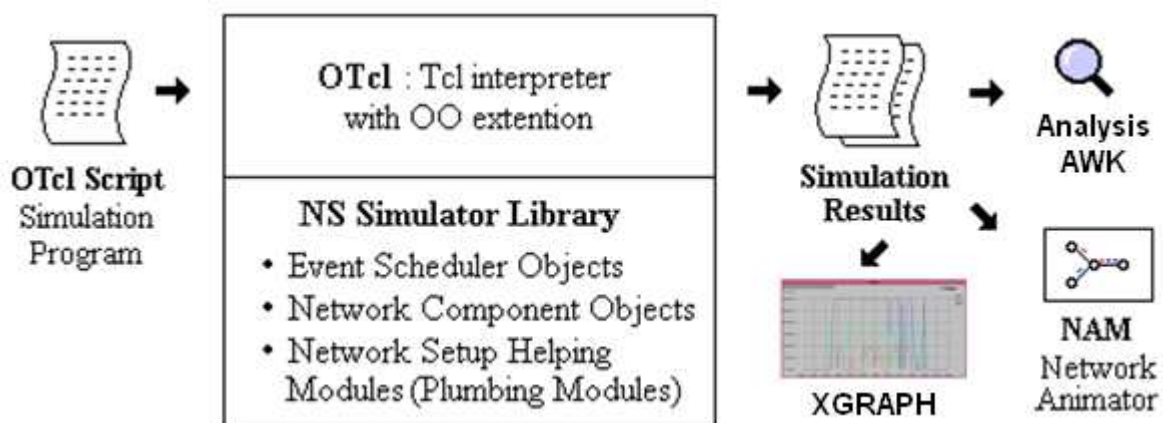 OTcl Script
Simulation
Program
OTcl : Tcl interpreter
with OO extention
NS Simulator Library
• Event Scheduler Objects
• Network Component Objects
• Network Setup Helping
Modules (Plumbing Modules)
Simulation
Results
XGRAPH
Analysis
AWK
NAM
Network
Animator